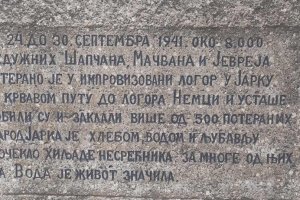 24. ДО 30. СЕПТЕМБРА 1941. ОКО 8.000
ДУЖНИХ ШАПЧАНА, МАЧВАНА И ЈЕВРЕЈА
ТЕРАНО ЈЕ У ИМПРОВИЗОВАНИ ЛОГОР У ЈАРКУ
КРВАВОМ ПУТУ ДО ЛОГОРА НЕМЦИ И УСТАШЕ
БИЛИ СУ И ЗАКЛАЛИ ВИШЕ ОД 500 ПОТЕРАНИХ
АРОД ЈАРКА ЈЕ ХЛЕБОМ, ВОДОМ И ЉУБАВЉУ
ОЧЕКАО ХИЉАДЕ НЕСРЕЋНИКА. ЗА МНОГЕ ОД ЊИХ
А ВОДА ЈЕ ЖИВОТ ЗНАЧИЛА.